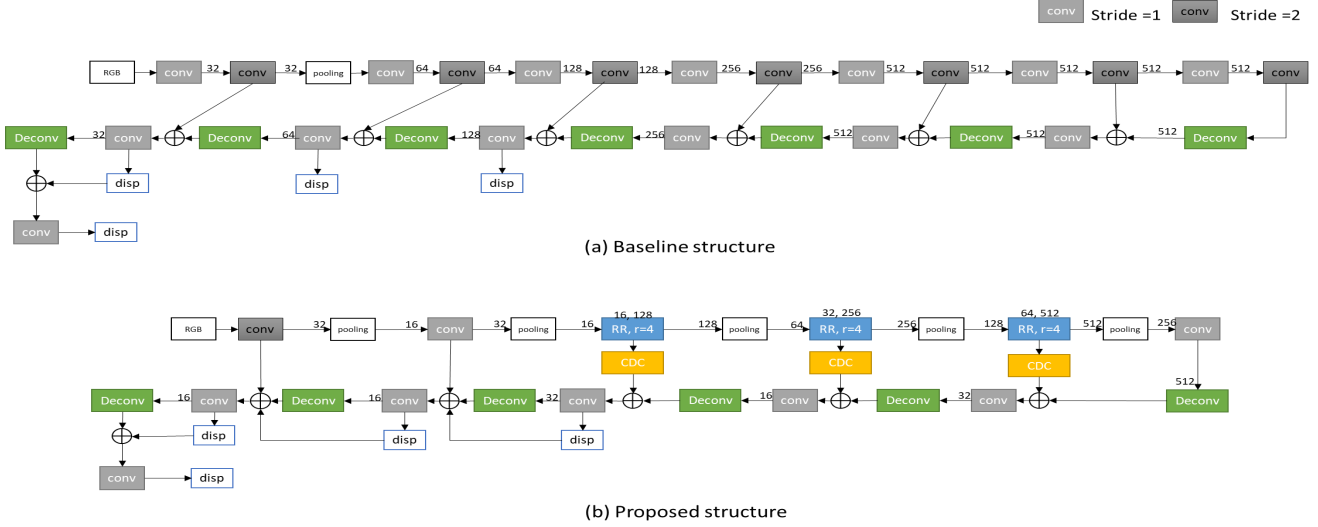 conv Stride =1 conv Stride =2
RGB conv 32 conv 32 pooling conv 64 conv 64 conv 128 conv 128 conv 256 conv 256 conv 512 conv 512 conv 512 conv 512 conv 512 conv
Deconv 32 conv Deconv 64 conv Deconv 128 conv Deconv 256 conv Deconv 512 conv Deconv 512 conv 512 Deconv
disp disp disp
conv disp
(a) Baseline structure
16, 128 32, 256 64, 512
RGB conv 32 pooling 16 conv 32 pooling 16 RR, r=4 128 pooling 64 RR, r=4 256 pooling 128 RR, r=4 512 pooling 256 conv
CDC CDC CDC
512
Deconv 16 conv Deconv 16 conv Deconv 32 conv Deconv 16 conv Deconv 32 conv Deconv
disp disp disp
conv disp
(b) Proposed structure